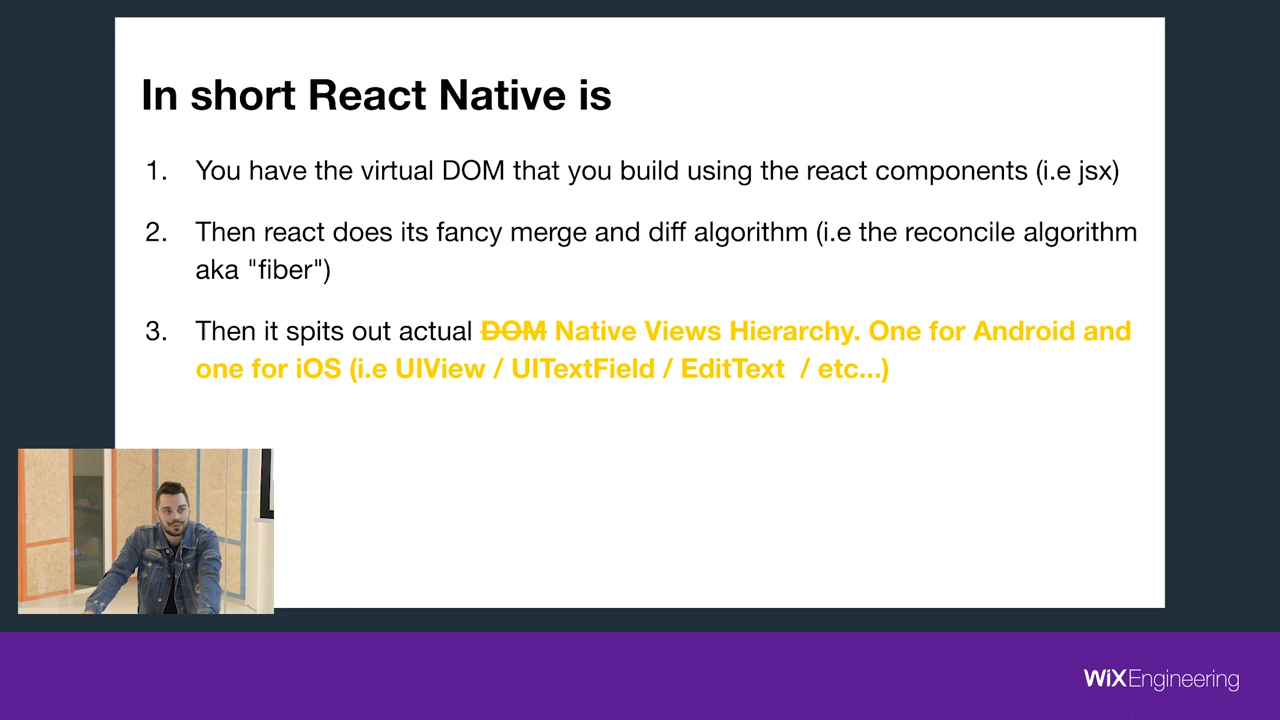 In short React Native is
1. You have the virtual DOM that you build using the react components (i.e jsx)
2. Then react does its fancy merge and diff algorithm (i.e the reconcile algorithm
aka "fiber")
3. Then it spits out actual DOM Native Views Hierarchy. One for Android and
one for iOS (i.e UIView / UITextField / EditText / etc...)
WiXEngineering